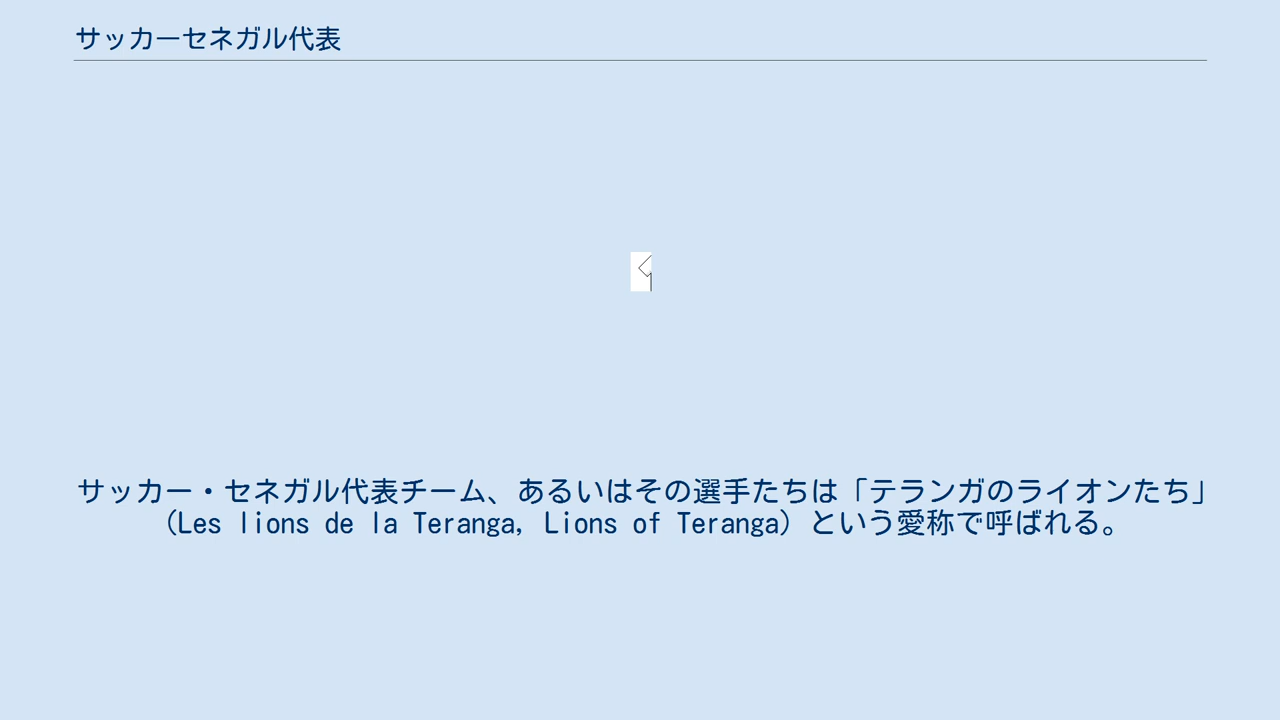 サッカーセネガル代表
サッカー・セネガル代表チーム、あるいはその選手たちは「テランガのライオンたち」
（Les lions de la Teranga, Lions of Teranga）という愛称で呼ばれる。